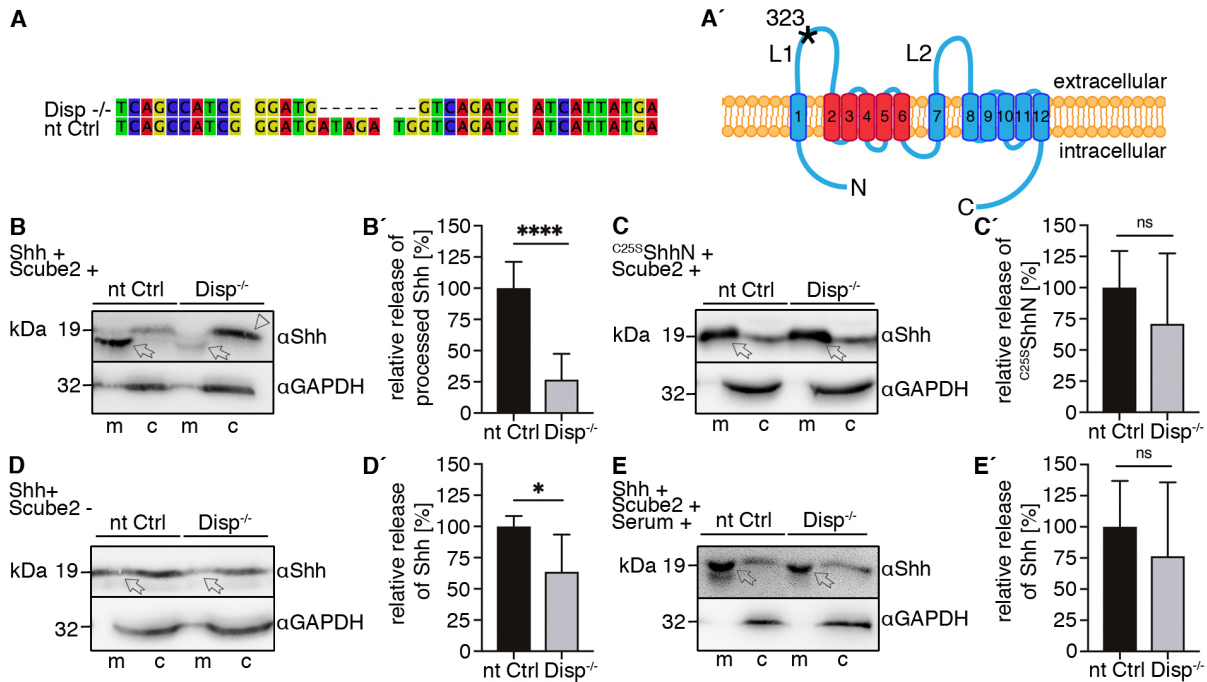 A
Disp -/- TCAGCCATCG GGATG------ --GTCAGATG ATCATTATGA
nt Ctrl TCAGCCATCG GGATGATAGA TGGTCAGATG ATCATTATGA
A´
323
*
L1
L2
extracellular
1 2 3 4 5 6 7 8 9 10 11 12
intracellular
N
C
B
Shh +
Scube2 +
nt Ctrl Disp-/-
kDa 19
αShh
32
αGAPDH
m c m c
B´
relative release of
processed Shh [%]
150
125
100
75
50
25
0
****
nt Ctrl Disp-/-
C
C25SShhN +
Scube2 +
nt Ctrl Disp-/-
kDa 19
αShh
32
αGAPDH
m c m c
C´
relative release of
C25SShhN [%]
150
125
100
75
50
25
0
ns
nt Ctrl Disp-/-
D
Shh+
Scube2 -
nt Ctrl Disp-/-
kDa 19
αShh
32
αGAPDH
m c m c
D´
relative release
of Shh [%]
150
125
100
75
50
25
0
*
nt Ctrl Disp-/-
E
Shh +
Scube2 +
Serum +
nt Ctrl Disp-/-
kDa 19
αShh
32
αGAPDH
m c m c
E´
relative release
of Shh [%]
150
125
100
75
50
25
0
ns
nt Ctrl Disp-/-